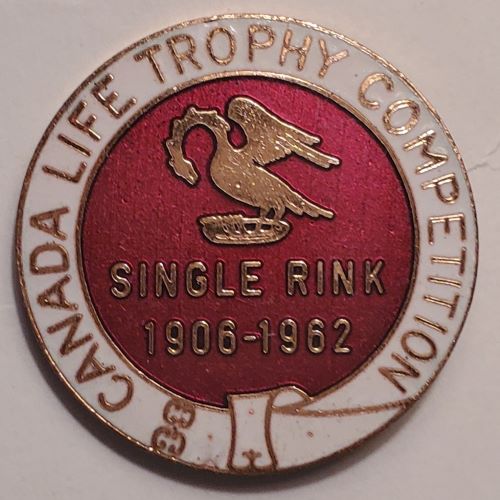 CANADA LIFE TROPHY COMPETITION
SINGLE RINK
1906-1962